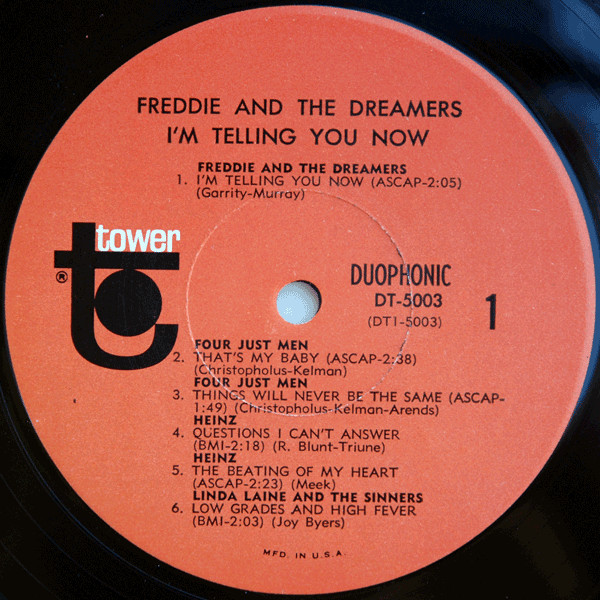 FREDDIE AND THE DREAMERS
I'M TELLING YOU NOW
FREDDIE AND THE DREAMERS
1. I'M TELLING YOU NOW (ASCAP-2:05)
(Garrity-Murray)
tower
®
DUOPHONIC
DT-5003
(DT1-5003)
1
FOUR JUST MEN
2. THAT'S MY BABY (ASCAP-2:38)
(Christopholus-Kelman)
FOUR JUST MEN
3. THINGS WILL NEVER BE THE SAME (ASCAP-
1:49) (Christopholus-Kelman-Arends)
HEINZ
4. QUESTIONS I CAN'T ANSWER
(BMI-2:18) (R. Blunt-Triune)
HEINZ
5. THE BEATING OF MY HEART
(ASCAP-2:23) (Meek)
LINDA LAINE AND THE SINNERS
6. LOW GRADES AND HIGH FEVER
(BMI-2:03) (Joy Byers)
MFD. IN U.S.A.